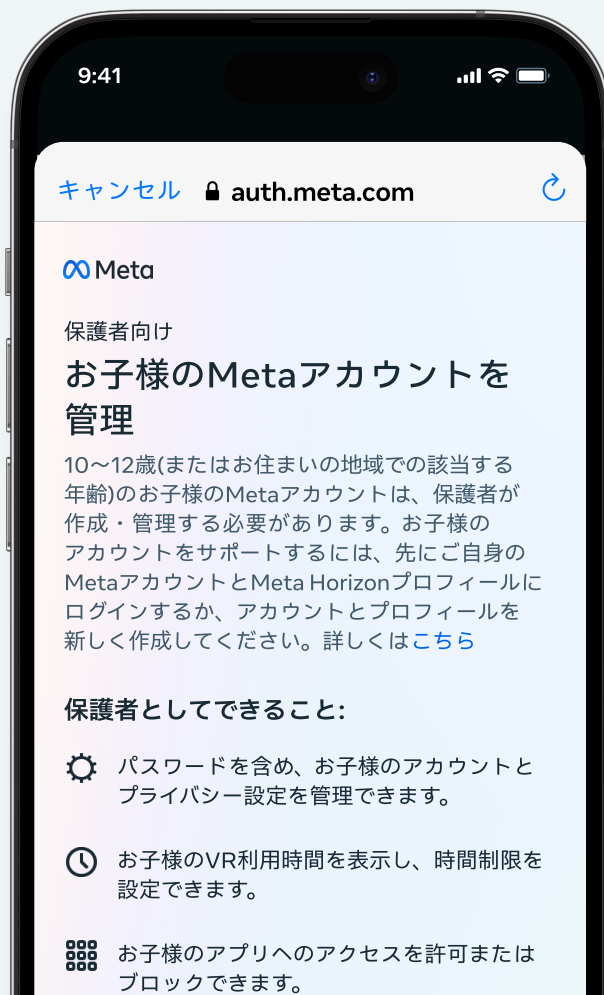 9:41
キャンセル auth.meta.com
Meta
保護者向け
お子様のMetaアカウントを
管理
10〜12歳(またはお住まいの地域での該当する
年齢)のお子様のMetaアカウントは、保護者が
作成・管理する必要があります。お子様の
アカウントをサポートするには、先にご自身の
MetaアカウントとMeta Horizonプロフィールに
ログインするか、アカウントとプロフィールを
新しく作成してください。詳しくはこちら
保護者としてできること:
パスワードを含め、お子様のアカウントと
プライバシー設定を管理できます。
お子様のVR利用時間を表示し、時間制限を
設定できます。
お子様のアプリへのアクセスを許可または
ブロックできます。